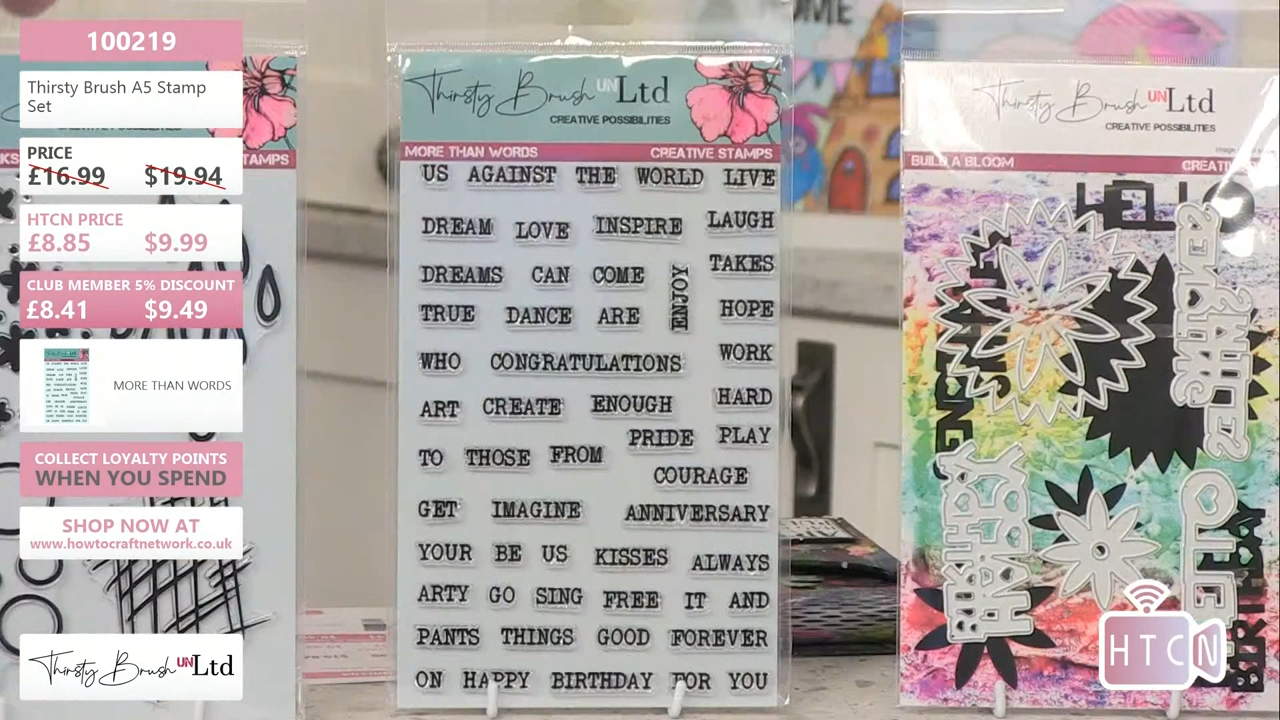 100219
Thirsty Brush A5 Stamp
Set
PRICE
£16.99 $19.94
HTCN PRICE
£8.85 $9.99
CLUB MEMBER 5% DISCOUNT
£8.41 $9.49
MORE THAN WORDS
COLLECT LOYALTY POINTS
WHEN YOU SPEND
SHOP NOW AT
www.howtocraftnetwork.co.uk
Thirsty Brush UN Ltd
STAMPS
Thirsty Brush UN Ltd
CREATIVE POSSIBILITIES
MORE THAN WORDS CREATIVE STAMPS
US AGAINST THE WORLD LIVE
DREAM LOVE INSPIRE LAUGH
DREAMS CAN COME ENJOY TAKES
TRUE DANCE ARE HOPE
WHO CONGRATULATIONS WORK
ART CREATE ENOUGH HARD
PRIDE PLAY
TO THOSE FROM
COURAGE
GET IMAGINE ANNIVERSARY
YOUR BE US KISSES ALWAYS
ARTY GO SING FREE IT AND
PANTS THINGS GOOD FOREVER
ON HAPPY BIRTHDAY FOR YOU
HOME
Thirsty Brush UN Ltd
CREATIVE POSSIBILITIES
BUILD A BLOOM CREATIV
HELLO
HTCN